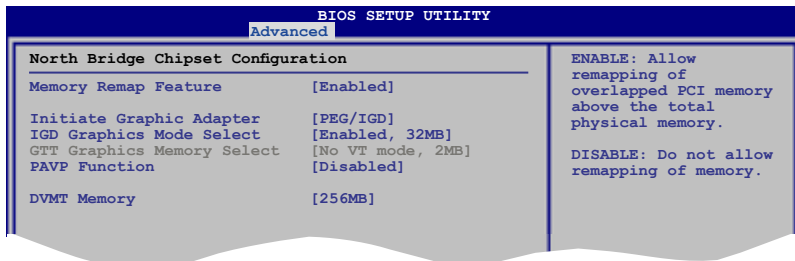 BIOS SETUP UTILITY
Advanced
North Bridge Chipset Configuration
Memory Remap Feature [Enabled]
Initiate Graphic Adapter [PEG/IGD]
IGD Graphics Mode Select [Enabled, 32MB]
GTT Graphics Memory Select [No VT mode, 2MB]
PAVP Function [Disabled]
DVMT Memory [256MB]
ENABLE: Allow
remapping of
overlapped PCI memory
above the total
physical memory.
DISABLE: Do not allow
remapping of memory.